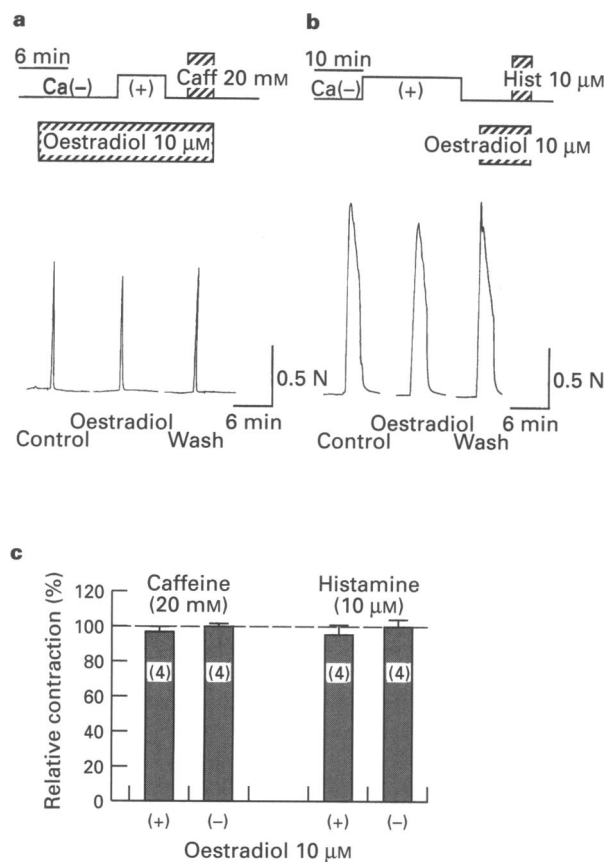 a
6 min
Ca(−)
(+)
Caff 20 mM
Oestradiol 10 µM
0.5 N
6 min
Oestradiol
Control
Wash
b
10 min
Ca(−)
(+)
Hist 10 µM
Oestradiol 10 µM
0.5 N
6 min
Oestradiol
Control
Wash
c
Relative contraction (%)
120
100
80
60
40
20
0
Caffeine
(20 mM)
Histamine
(10 µM)
(4)
(4)
(4)
(4)
(+)
(−)
(+)
(−)
Oestradiol 10 µM